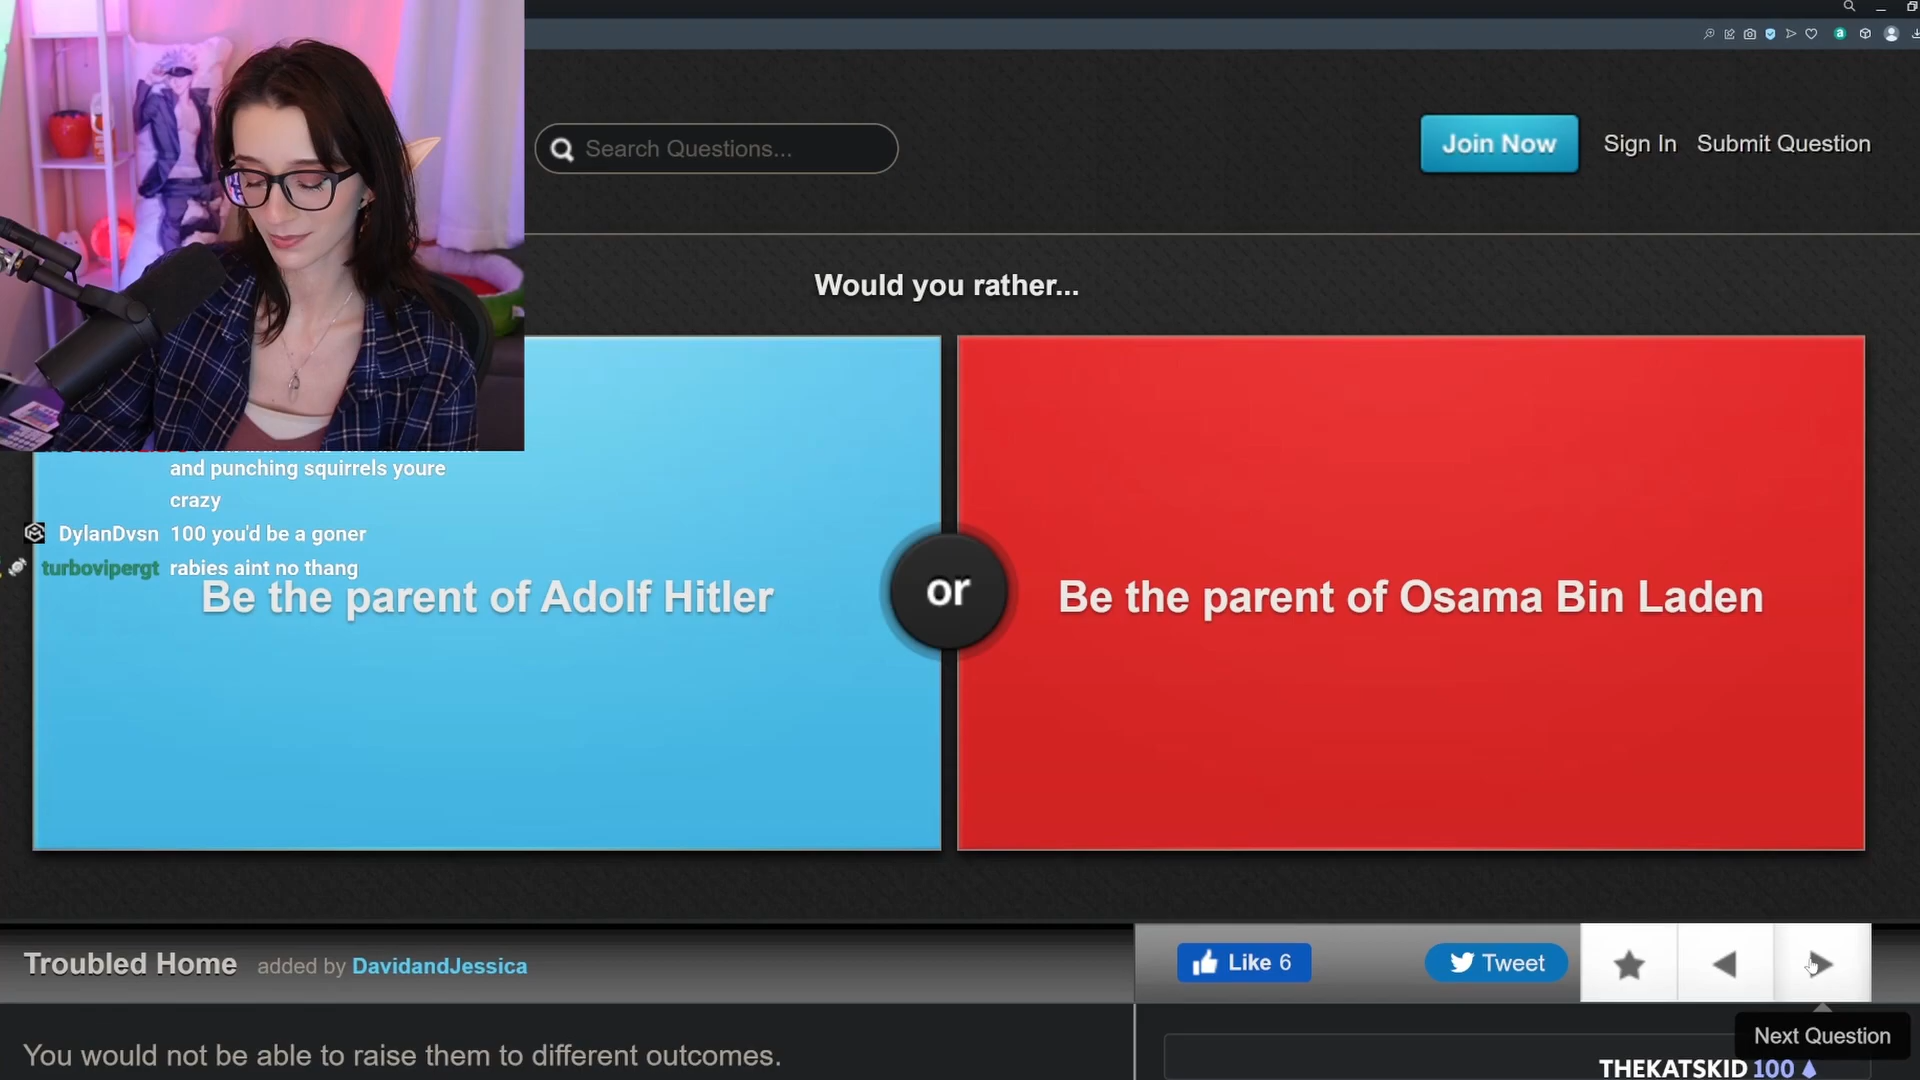 Search Questions...
Join Now
Sign In
Submit Question
Would you rather...
and punching squirrels youre
crazy
DylanDvsn 100 you'd be a goner
turbovipergt rabies aint no thang
Be the parent of Adolf Hitler
or
Be the parent of Osama Bin Laden
Troubled Home added by DavidandJessica
Like 6
Tweet
Next Question
You would not be able to raise them to different outcomes.
THEKATSKID 100